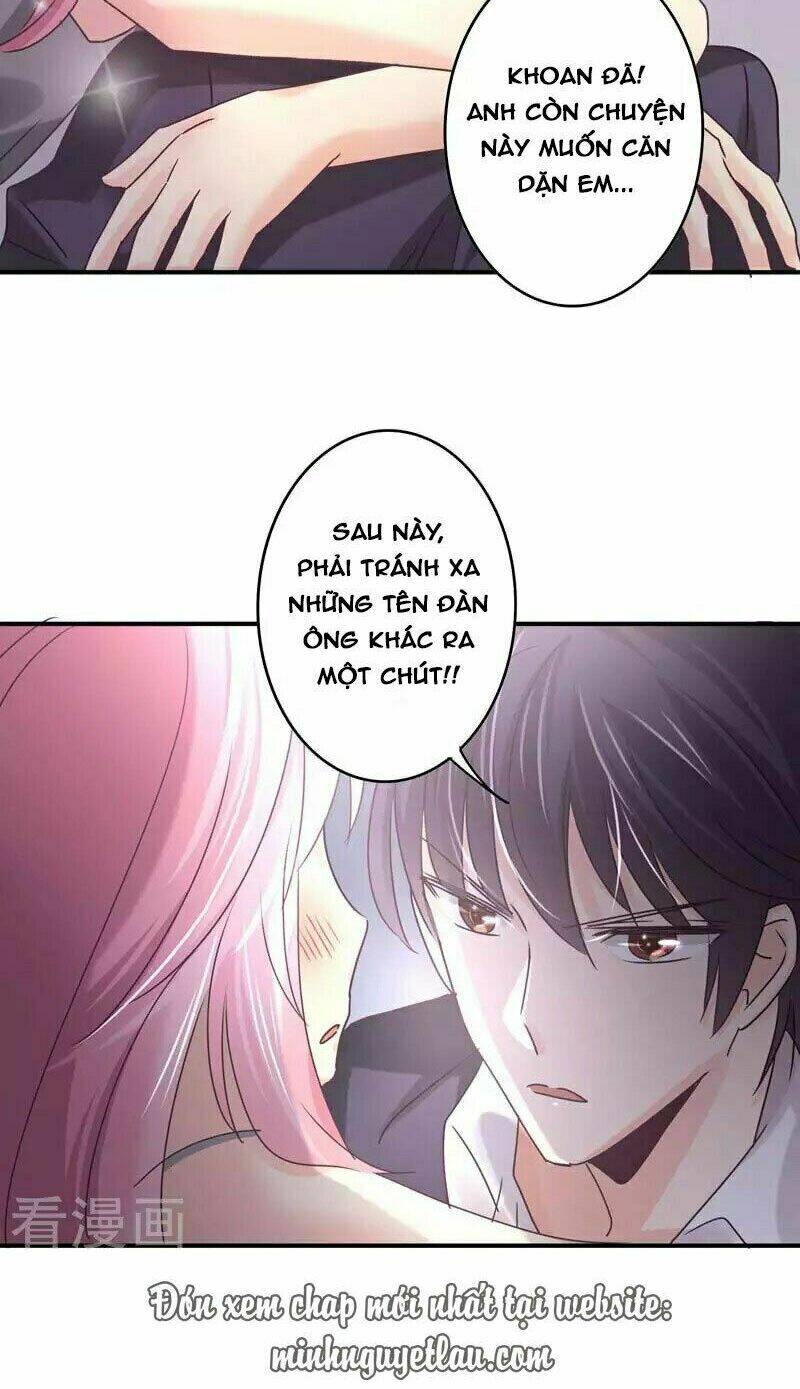 KHOAN ĐÃ!
ANH CÒN CHUYỆN
NÀY MUỐN CĂN
DẶN EM...
SAU NÀY,
PHẢI TRÁNH XA
NHỮNG TÊN ĐÀN
ÔNG KHÁC RA
MỘT CHÚT!!
看漫画
Đón xem chap mới nhất tại website:
minhnguyetlau.com